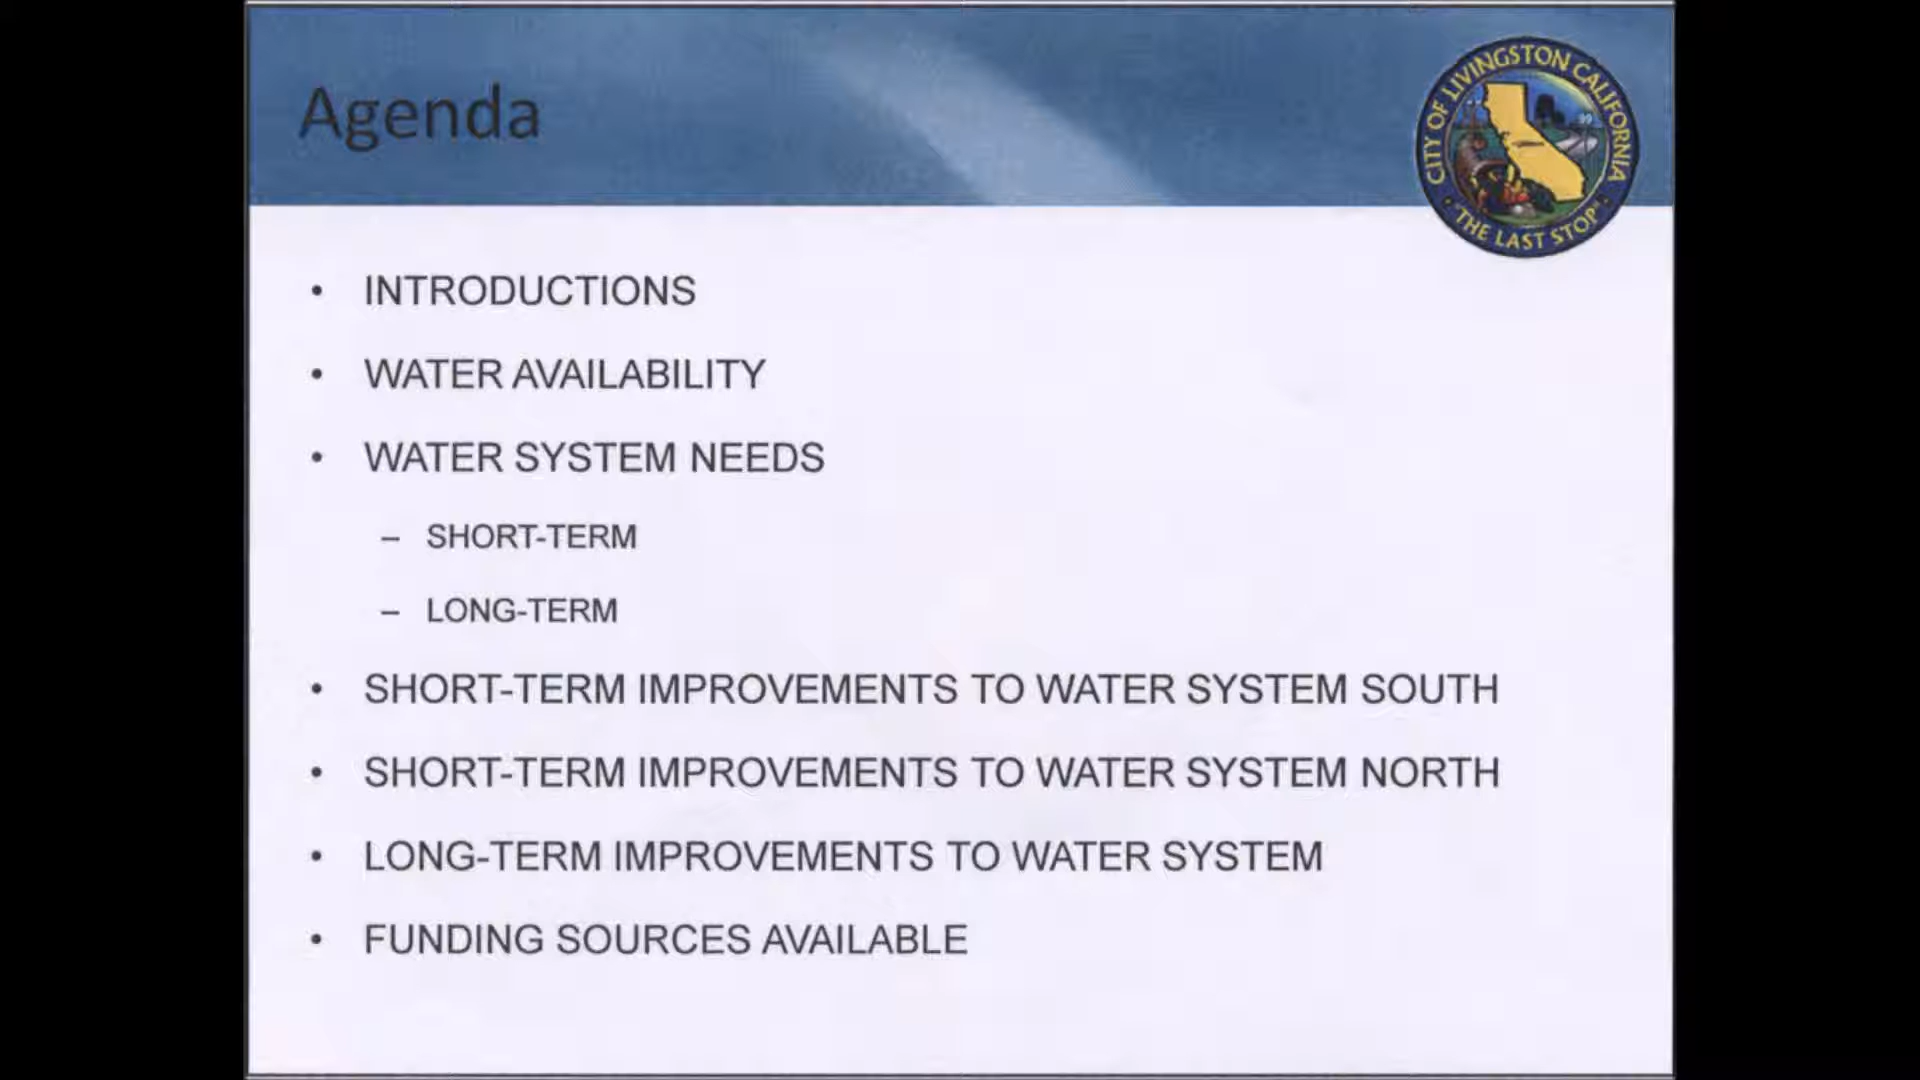 Agenda
CITY OF LIVINGSTON CALIFORNIA
99
"THE LAST STOP"
• INTRODUCTIONS
• WATER AVAILABILITY
• WATER SYSTEM NEEDS
– SHORT-TERM
– LONG-TERM
• SHORT-TERM IMPROVEMENTS TO WATER SYSTEM SOUTH
• SHORT-TERM IMPROVEMENTS TO WATER SYSTEM NORTH
• LONG-TERM IMPROVEMENTS TO WATER SYSTEM
• FUNDING SOURCES AVAILABLE